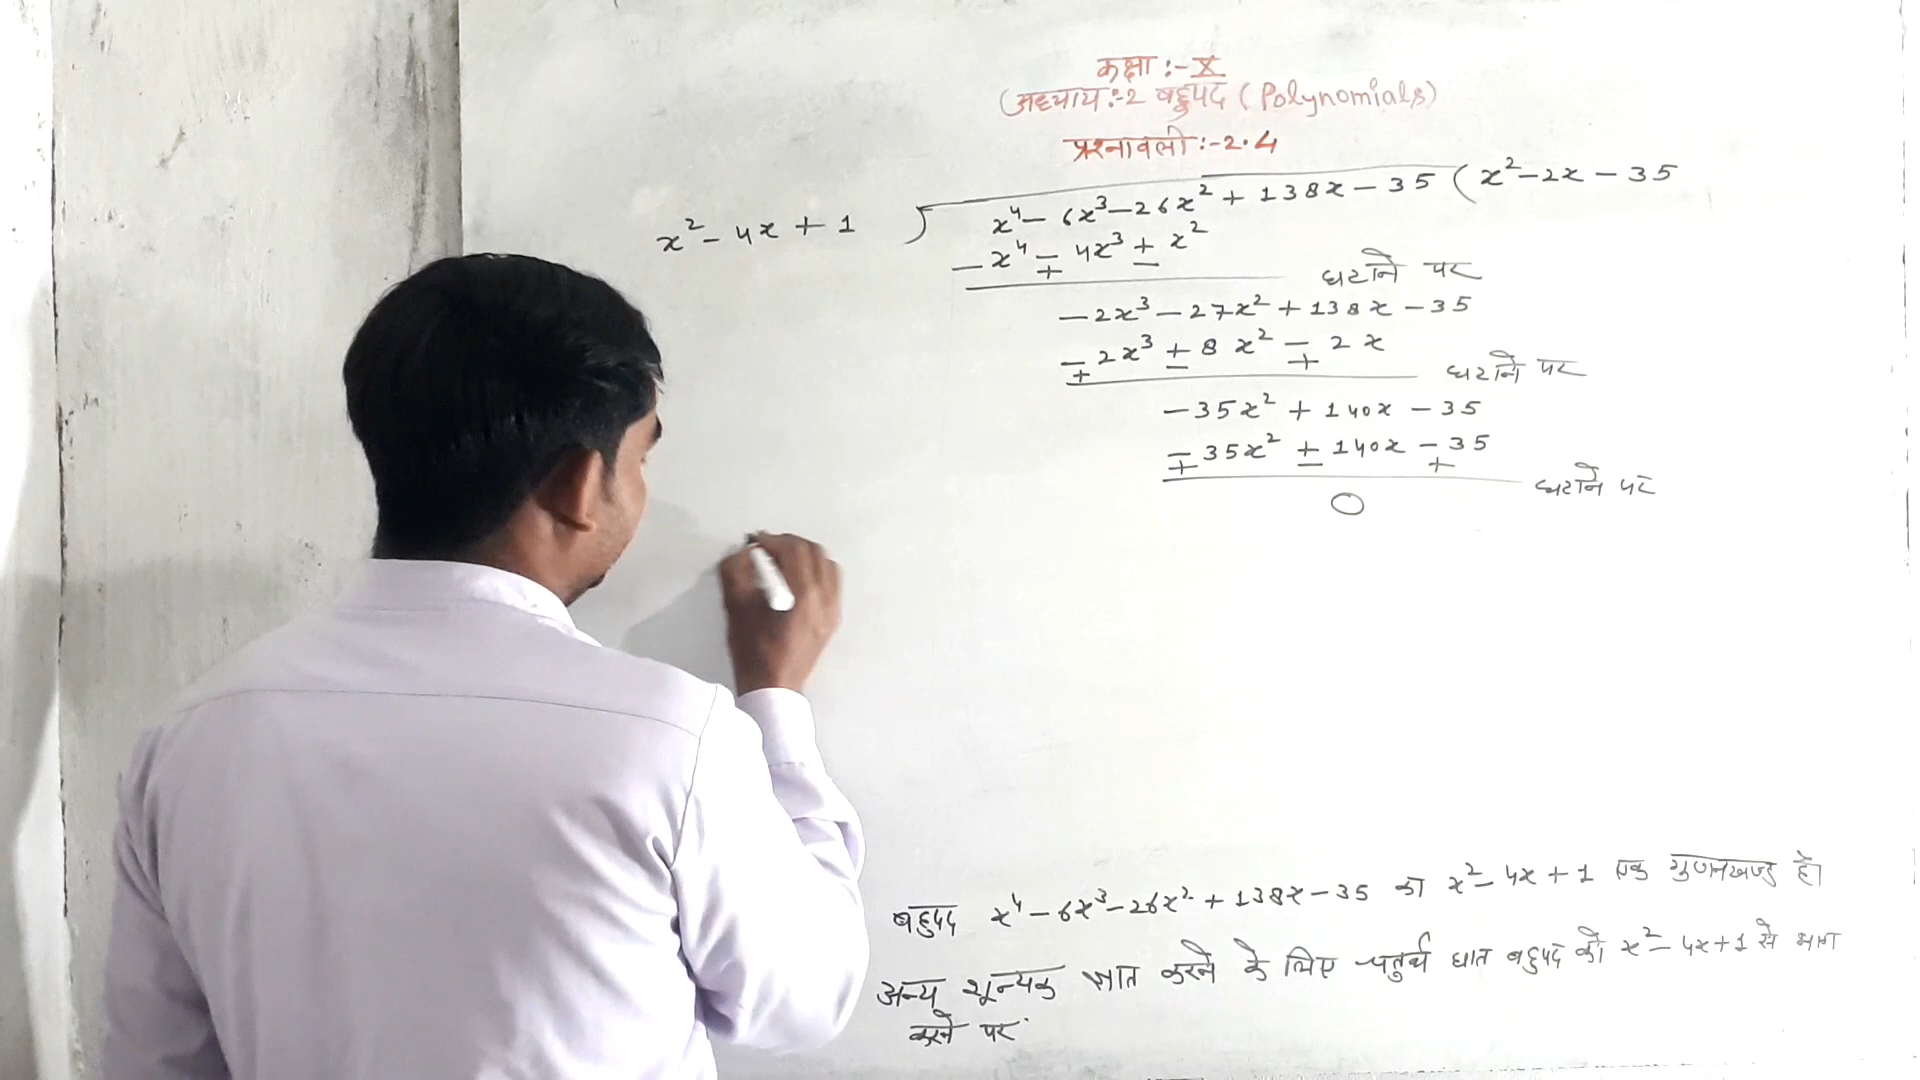 कक्षा :- X
अध्याय :- 2 बहुपद (Polynomials)
प्रश्नावली :- 2.4
x² - 4x + 1 ) x⁴ - 6x³ - 26x² + 138x - 35 ( x² - 2x - 35
- x⁴ ∓ 4x³ ± x²
घटाने पर
- 2x³ - 27x² + 138x - 35
∓ 2x³ ± 8x² ∓ 2x
घटाने पर
- 35x² + 140x - 35
∓ 35x² ± 140x ∓ 35
घटाने पर
0
बहुपद x⁴ - 6x³ - 26x² + 138x - 35 का x² - 4x + 1 एक गुणनखण्ड है।
अन्य शून्यक ज्ञात करने के लिए चतुर्थ घात बहुपद को x² - 4x + 1 से भाग
करने पर